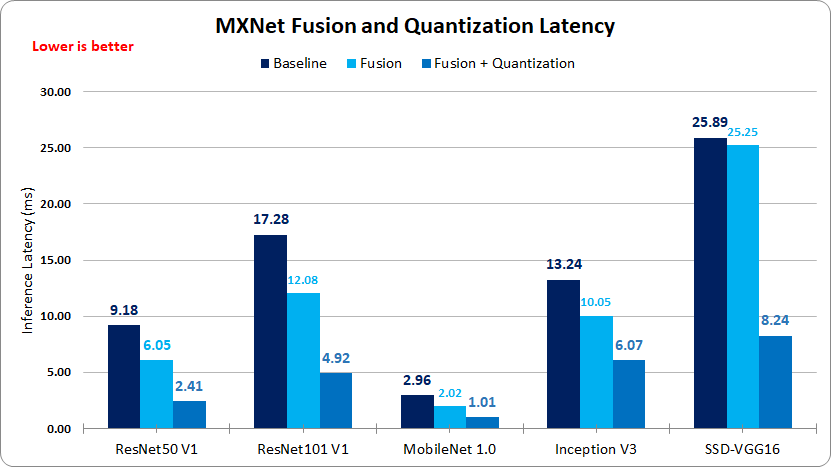 MXNet Fusion and Quantization Latency
Lower is better
Baseline Fusion Fusion + Quantization
Inference Latency (ms)
30.00
25.00
20.00
15.00
10.00
5.00
0.00
9.18 6.05 2.41
17.28 12.08 4.92
2.96 2.02 1.01
13.24 10.05 6.07
25.89 25.25 8.24
ResNet50 V1 ResNet101 V1 MobileNet 1.0 Inception V3 SSD-VGG16